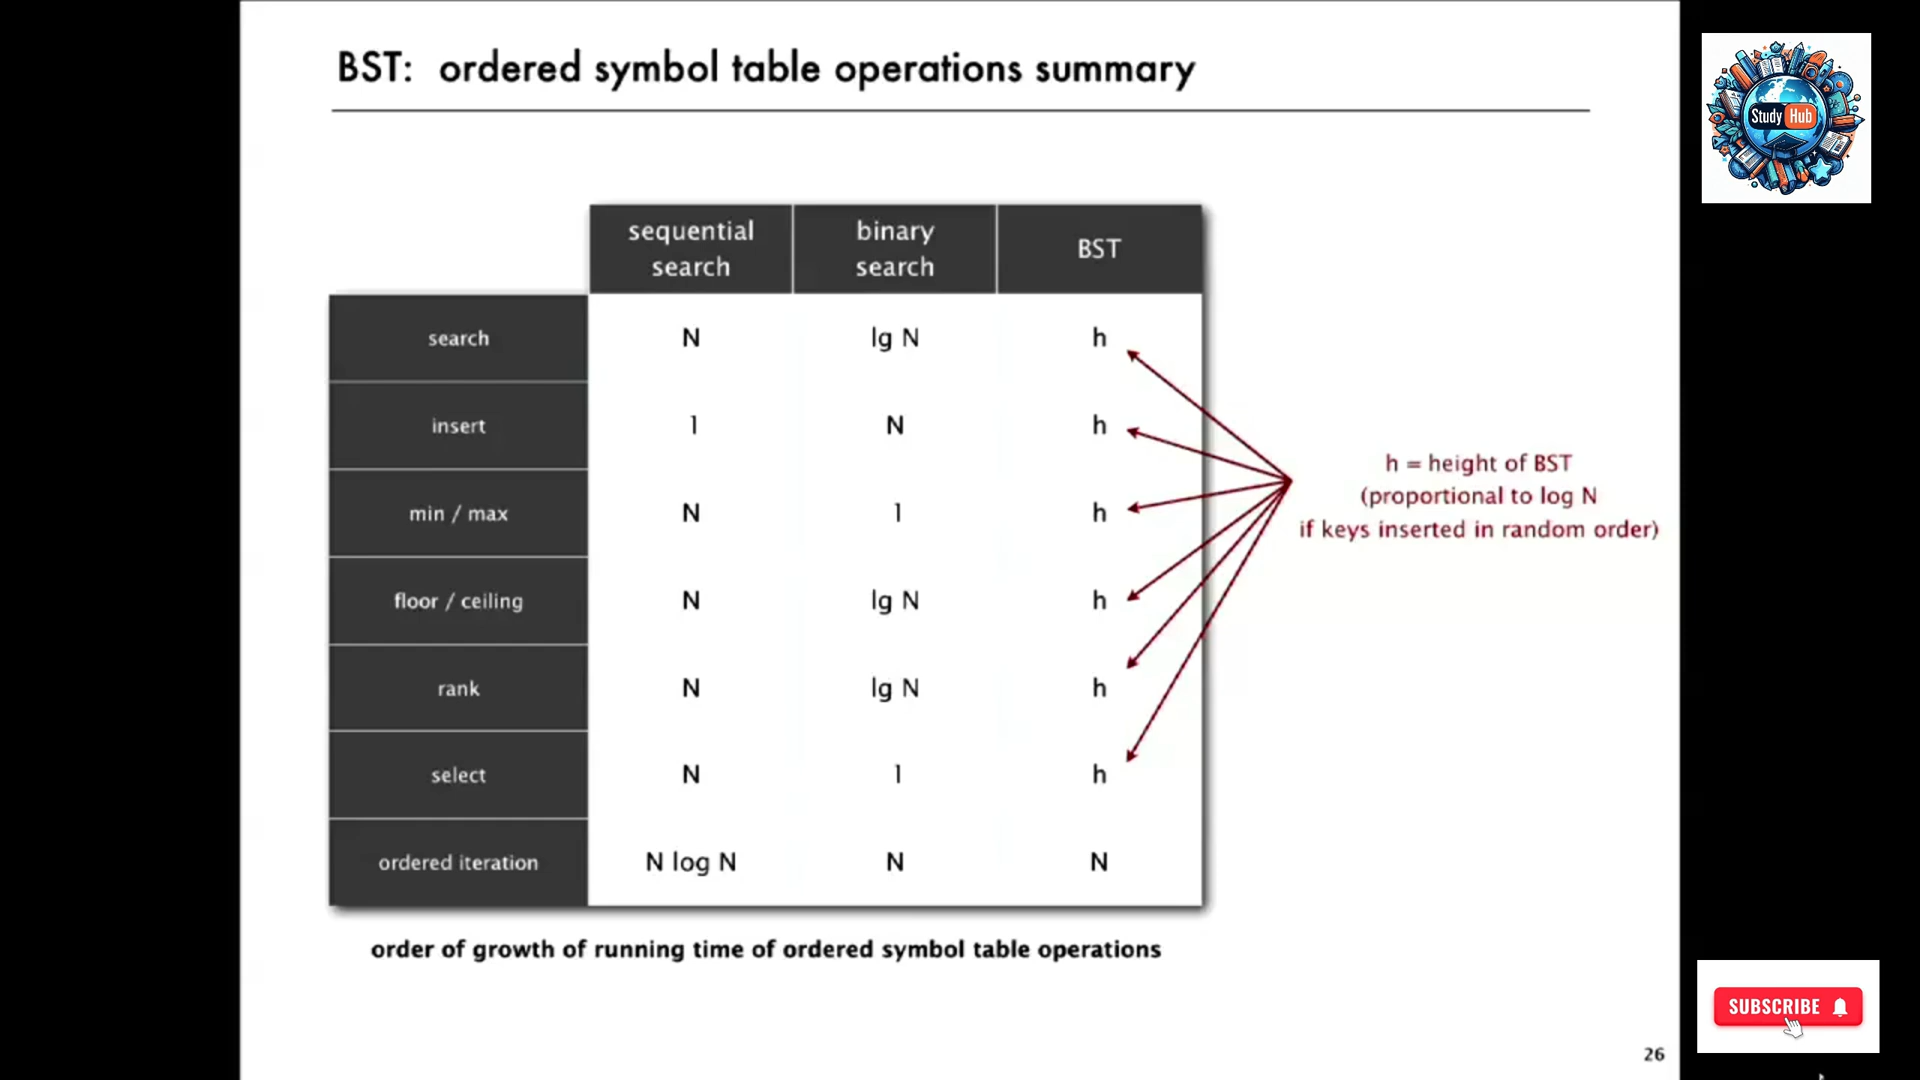 BST: ordered symbol table operations summary
Study Hub
sequential search binary search BST
search N lg N h
insert 1 N h
min / max N 1 h
floor / ceiling N lg N h
rank N lg N h
select N 1 h
ordered iteration N log N N N
h = height of BST
(proportional to log N
if keys inserted in random order)
order of growth of running time of ordered symbol table operations
SUBSCRIBE
26